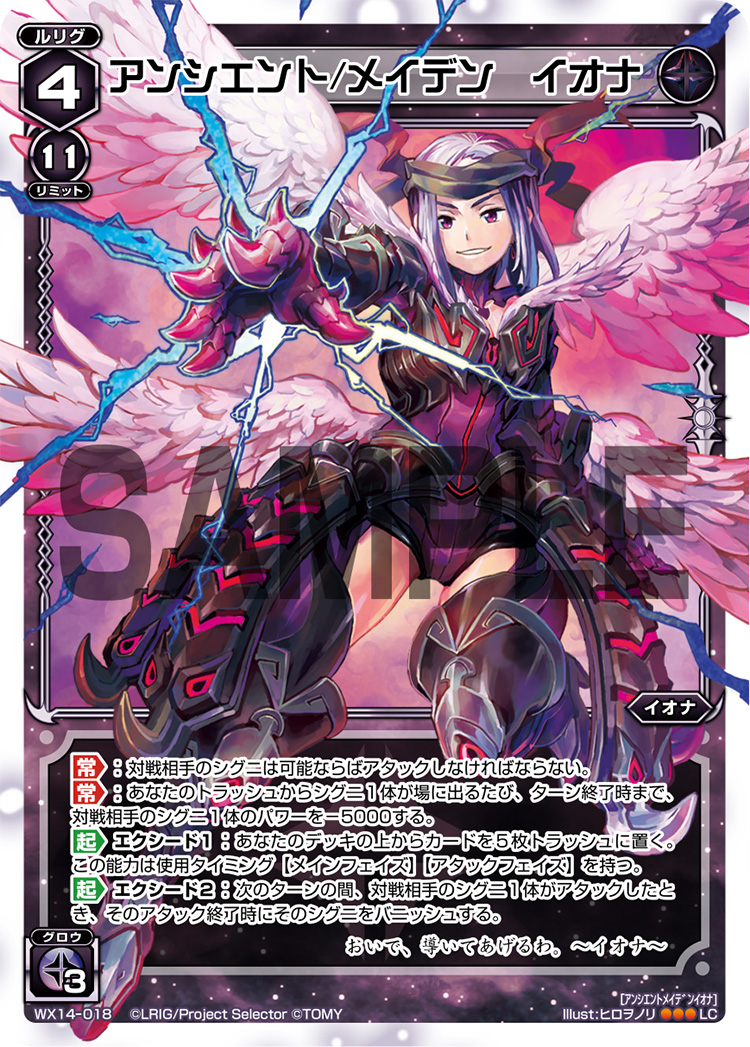 ルリグ
4
アンシエント/メイデン　イオナ
11
リミット
SAMPLE
イオナ
常：対戦相手のシグニは可能ならばアタックしなければならない。
常：あなたのトラッシュからシグニ１体が場に出るたび、ターン終了時まで、
対戦相手のシグニ１体のパワーを－5000する。
起 エクシード１：あなたのデッキの上からカードを５枚トラッシュに置く。
この能力は使用タイミング【メインフェイズ】【アタックフェイズ】を持つ。
起 エクシード２：次のターンの間、対戦相手のシグニ１体がアタックしたと
き、そのアタック終了時にそのシグニをバニッシュする。
おいで、導いてあげるわ。～イオナ～
グロウ
3
[アンシエントメイデンイオナ]
WX14-018 ©LRIG/Project Selector ©TOMY
Illust:ヒロヲノリ LC